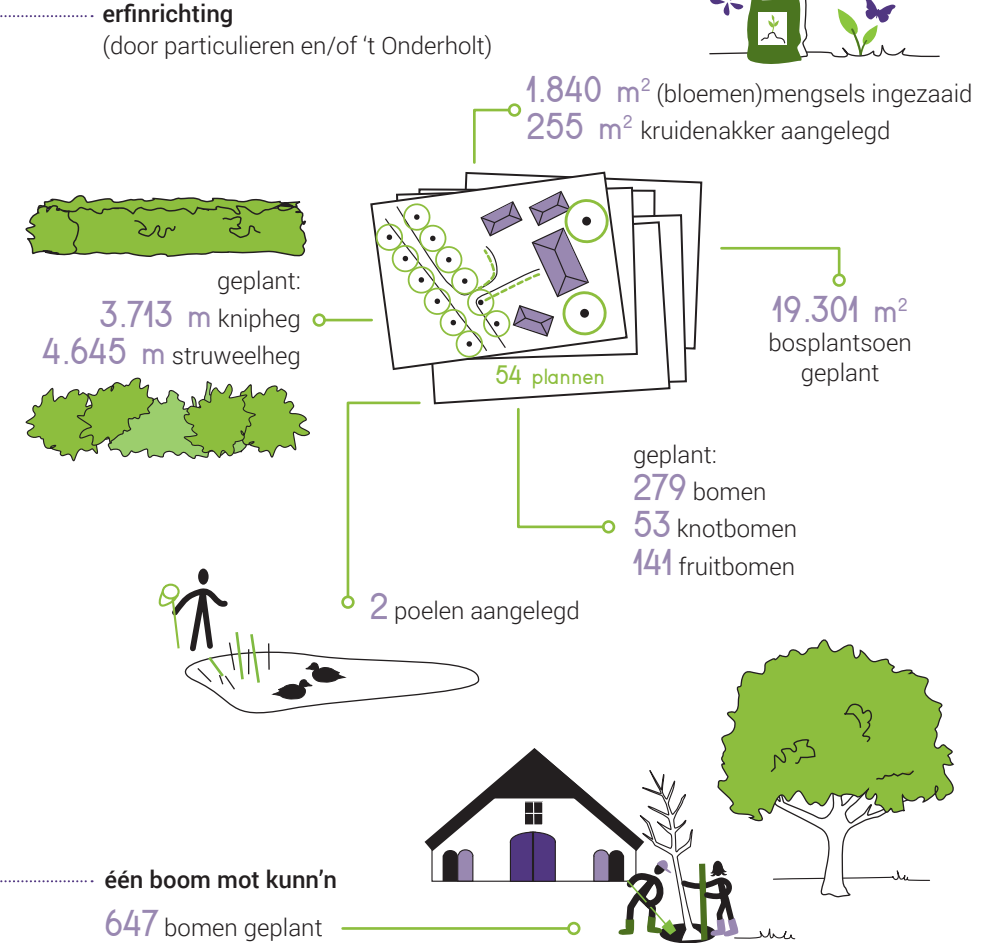 erfinrichting
(door particulieren en/of ‘t Onderholt)
1.840 m² (bloemen)mengsels ingezaaid
255 m² kruidenakker aangelegd
geplant:
3.713 m knipheg
4.645 m struweelheg
54 plannen
19.301 m²
bosplantsoen
geplant
geplant:
279 bomen
53 knotbomen
141 fruitbomen
2 poelen aangelegd
één boom mot kunn'n
647 bomen geplant